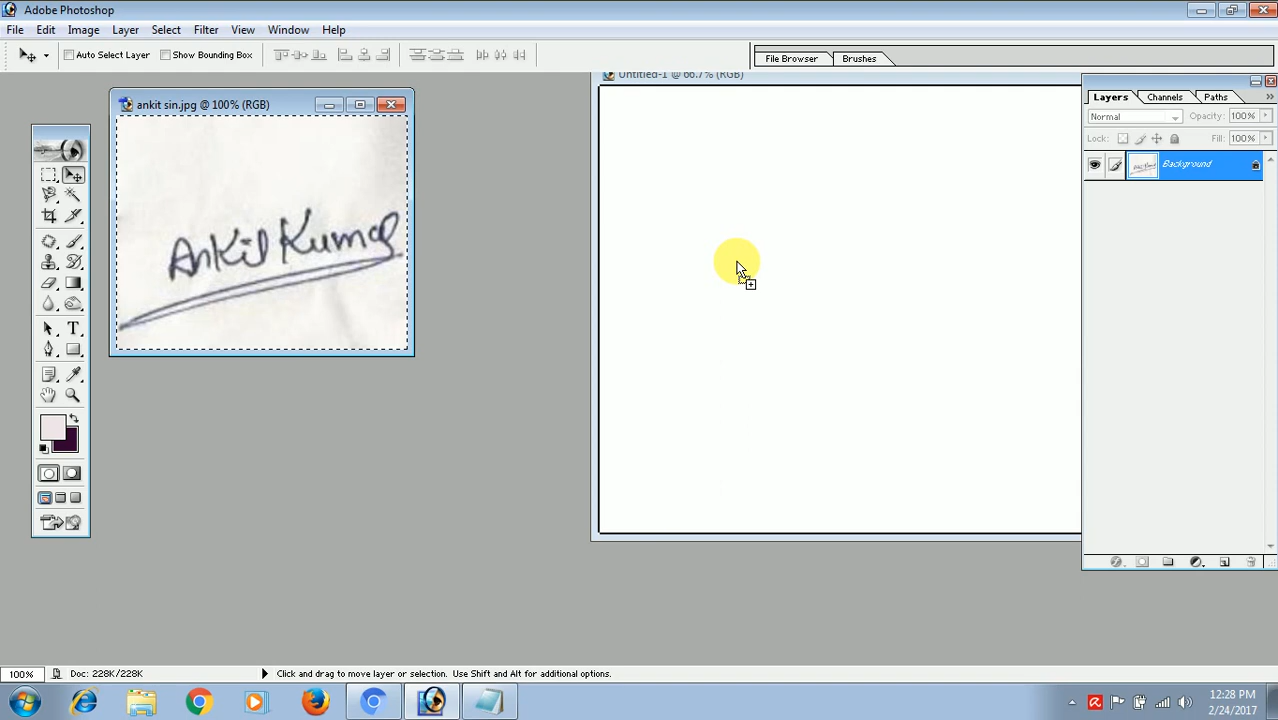 Adobe Photoshop
File Edit Image Layer Select Filter View Window Help
Auto Select Layer Show Bounding Box File Browser Brushes
ankit sin.jpg @ 100% (RGB)
Untitled-1 @ 66.7% (RGB)
Layers Channels Paths
Normal Opacity: 100%
Lock: Fill: 100%
Background
Ankit Kumar
100% Doc: 228K/228K Click and drag to move layer or selection. Use Shift and Alt for additional options.
12:28 PM
2/24/2017